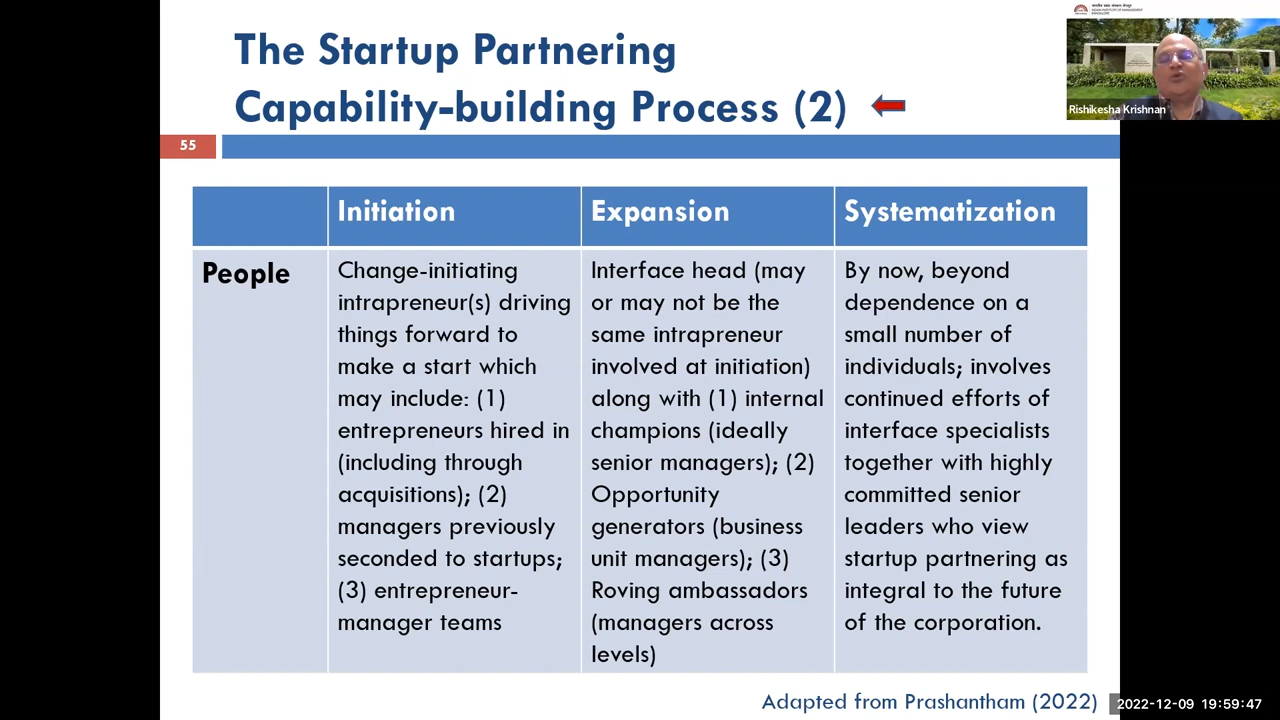 The Startup Partnering
Capability-building Process (2)
55
Initiation
Expansion
Systematization
People
Change-initiating
intrapreneur(s) driving
things forward to
make a start which
may include: (1)
entrepreneurs hired in
(including through
acquisitions); (2)
managers previously
seconded to startups;
(3) entrepreneur-
manager teams
Interface head (may
or may not be the
same intrapreneur
involved at initiation)
along with (1) internal
champions (ideally
senior managers); (2)
Opportunity
generators (business
unit managers); (3)
Roving ambassadors
(managers across
levels)
By now, beyond
dependence on a
small number of
individuals; involves
continued efforts of
interface specialists
together with highly
committed senior
leaders who view
startup partnering as
integral to the future
of the corporation.
Adapted from Prashantham (2022)
INDIAN INSTITUTE OF MANAGEMENT
BANGALORE
Rishikesha Krishnan
2022-12-09 19:59:47